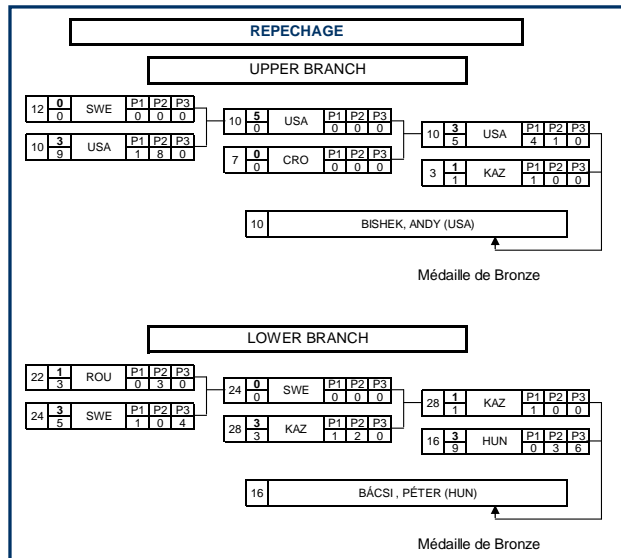 REPECHAGE
UPPER BRANCH
12 0 0 SWE P1 P2 P3 0 0 0
10 3 9 USA P1 P2 P3 1 8 0
10 5 0 USA P1 P2 P3 0 0 0
7 0 0 CRO P1 P2 P3 0 0 0
10 3 5 USA P1 P2 P3 4 1 0
3 1 1 KAZ P1 P2 P3 1 0 0
10 BISHEK, ANDY (USA)
Médaille de Bronze
LOWER BRANCH
22 1 3 ROU P1 P2 P3 0 3 0
24 3 5 SWE P1 P2 P3 1 0 4
24 0 0 SWE P1 P2 P3 0 0 0
28 3 3 KAZ P1 P2 P3 1 2 0
28 1 1 KAZ P1 P2 P3 1 0 0
16 3 9 HUN P1 P2 P3 0 3 6
16 BÁCSI , PÉTER (HUN)
Médaille de Bronze